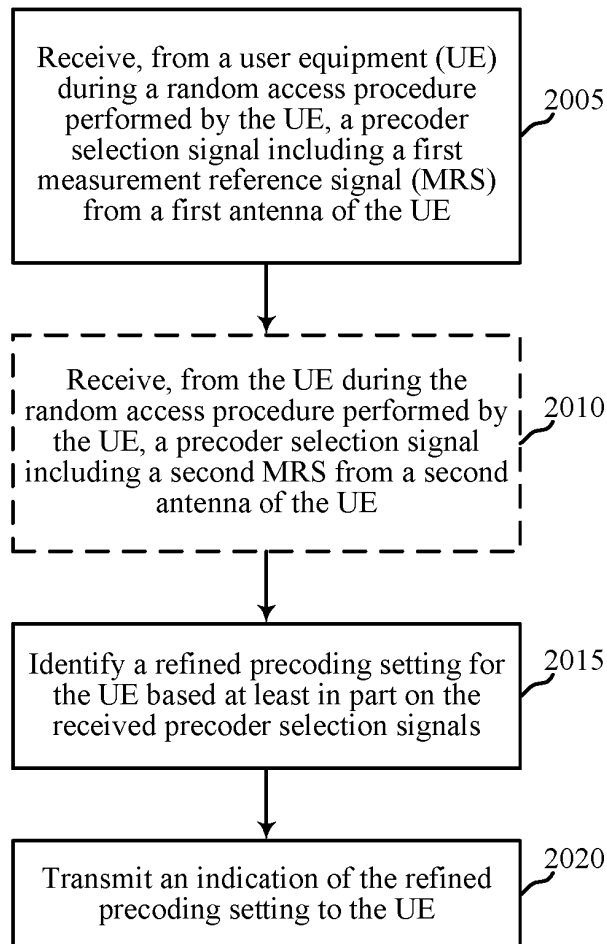 Receive, from a user equipment (UE)
during a random access procedure
performed by the UE, a precoder
selection signal including a first
measurement reference signal (MRS)
from a first antenna of the UE
2005
Receive, from the UE during the
random access procedure performed by
the UE, a precoder selection signal
including a second MRS from a second
antenna of the UE
2010
Identify a refined precoding setting for
the UE based at least in part on the
received precoder selection signals
2015
Transmit an indication of the refined
precoding setting to the UE
2020